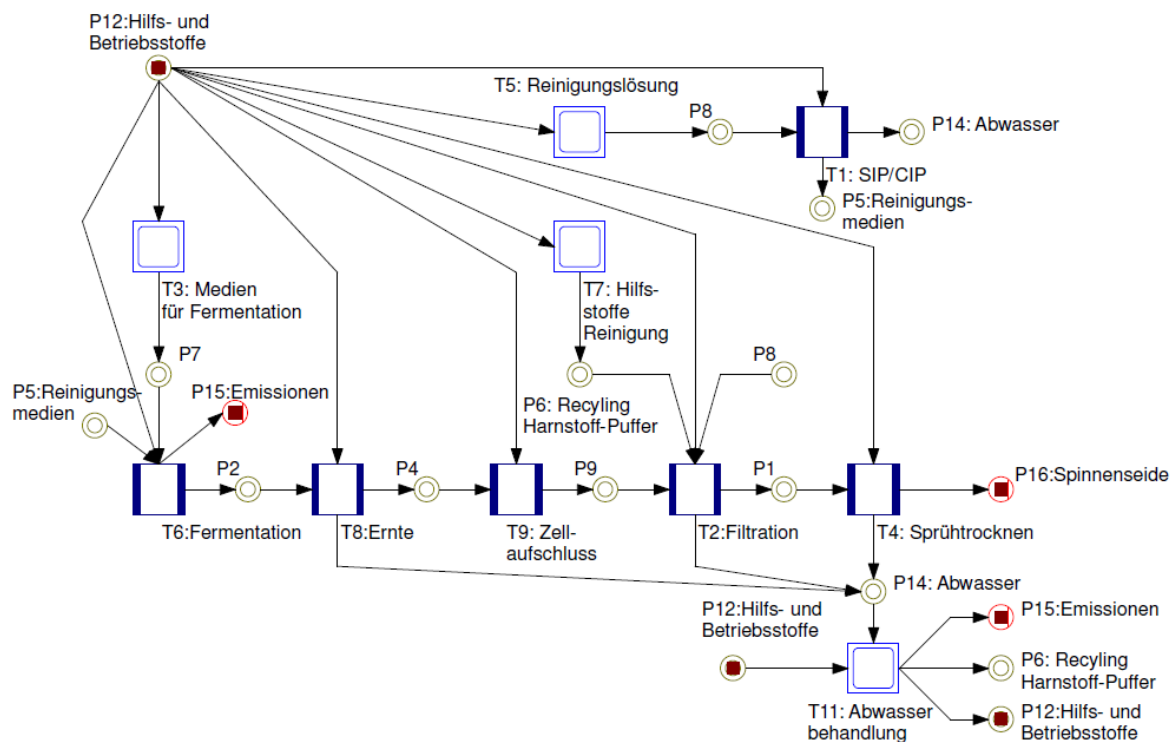 P12:Hilfs- und
Betriebsstoffe
T5: Reinigungslösung
P8
P14: Abwasser
T1: SIP/CIP
P5:Reinigungs-
medien
T3: Medien
für Fermentation
T7: Hilfs-
stoffe
Reinigung
P7
P8
P5:Reinigungs-
medien
P15:Emissionen
P6: Recyling
Harnstoff-Puffer
P2
P4
P9
P1
P16:Spinnenseide
T6:Fermentation
T8:Ernte
T9: Zell-
aufschluss
T2:Filtration
T4: Sprühtrocknen
P14: Abwasser
P12:Hilfs- und
Betriebsstoffe
P15:Emissionen
P6: Recyling
Harnstoff-Puffer
T11: Abwasser
behandlung
P12:Hilfs- und
Betriebsstoffe